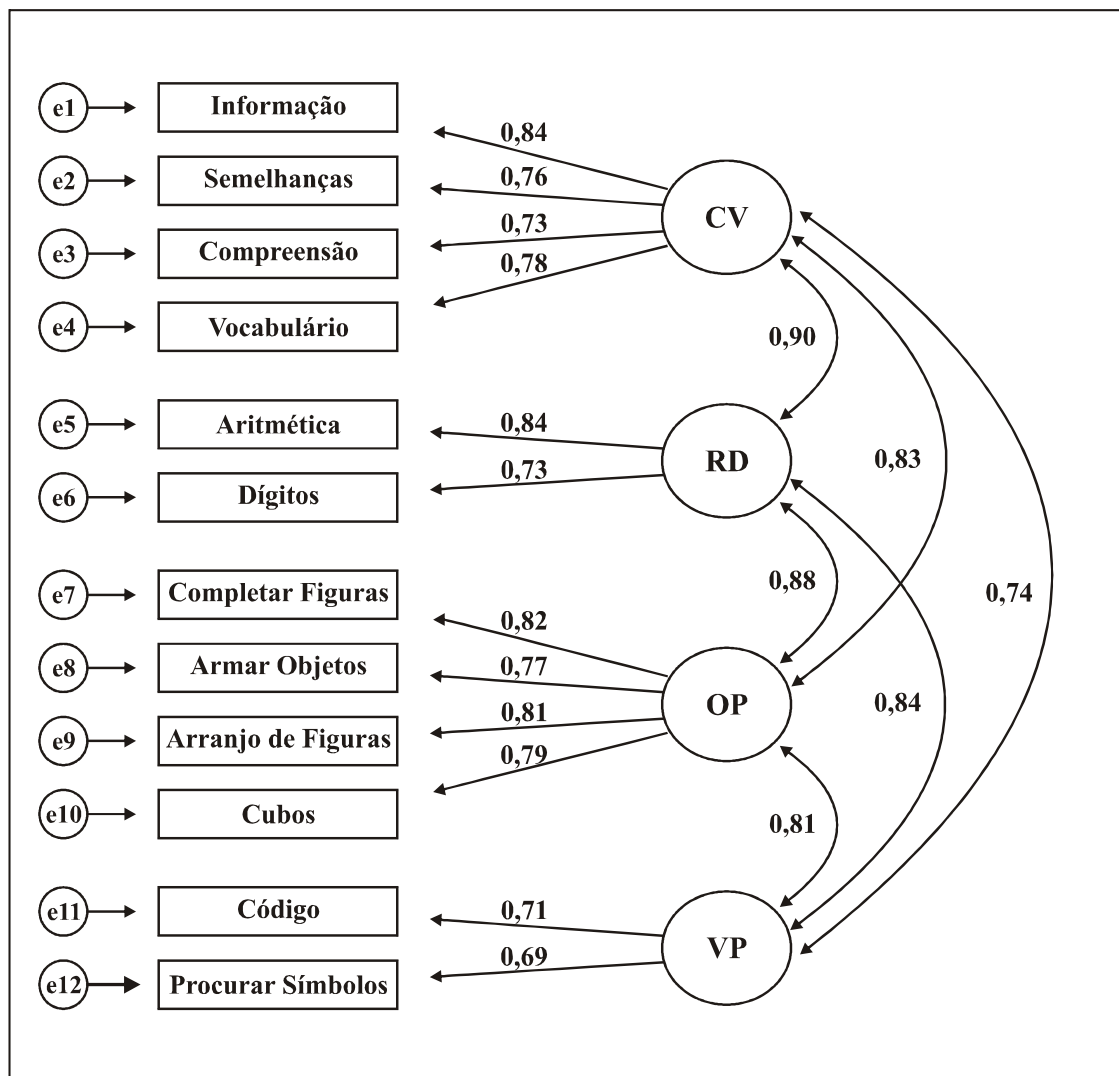 e1
Informação
e2
Semelhanças
e3
Compreensão
e4
Vocabulário
0,84
0,76
0,73
0,78
CV
0,90
e5
Aritmética
e6
Dígitos
0,84
0,73
RD
0,83
0,88
0,74
e7
Completar Figuras
e8
Armar Objetos
e9
Arranjo de Figuras
e10
Cubos
0,82
0,77
0,81
0,79
OP
0,84
0,81
e11
Código
e12
Procurar Símbolos
0,71
0,69
VP